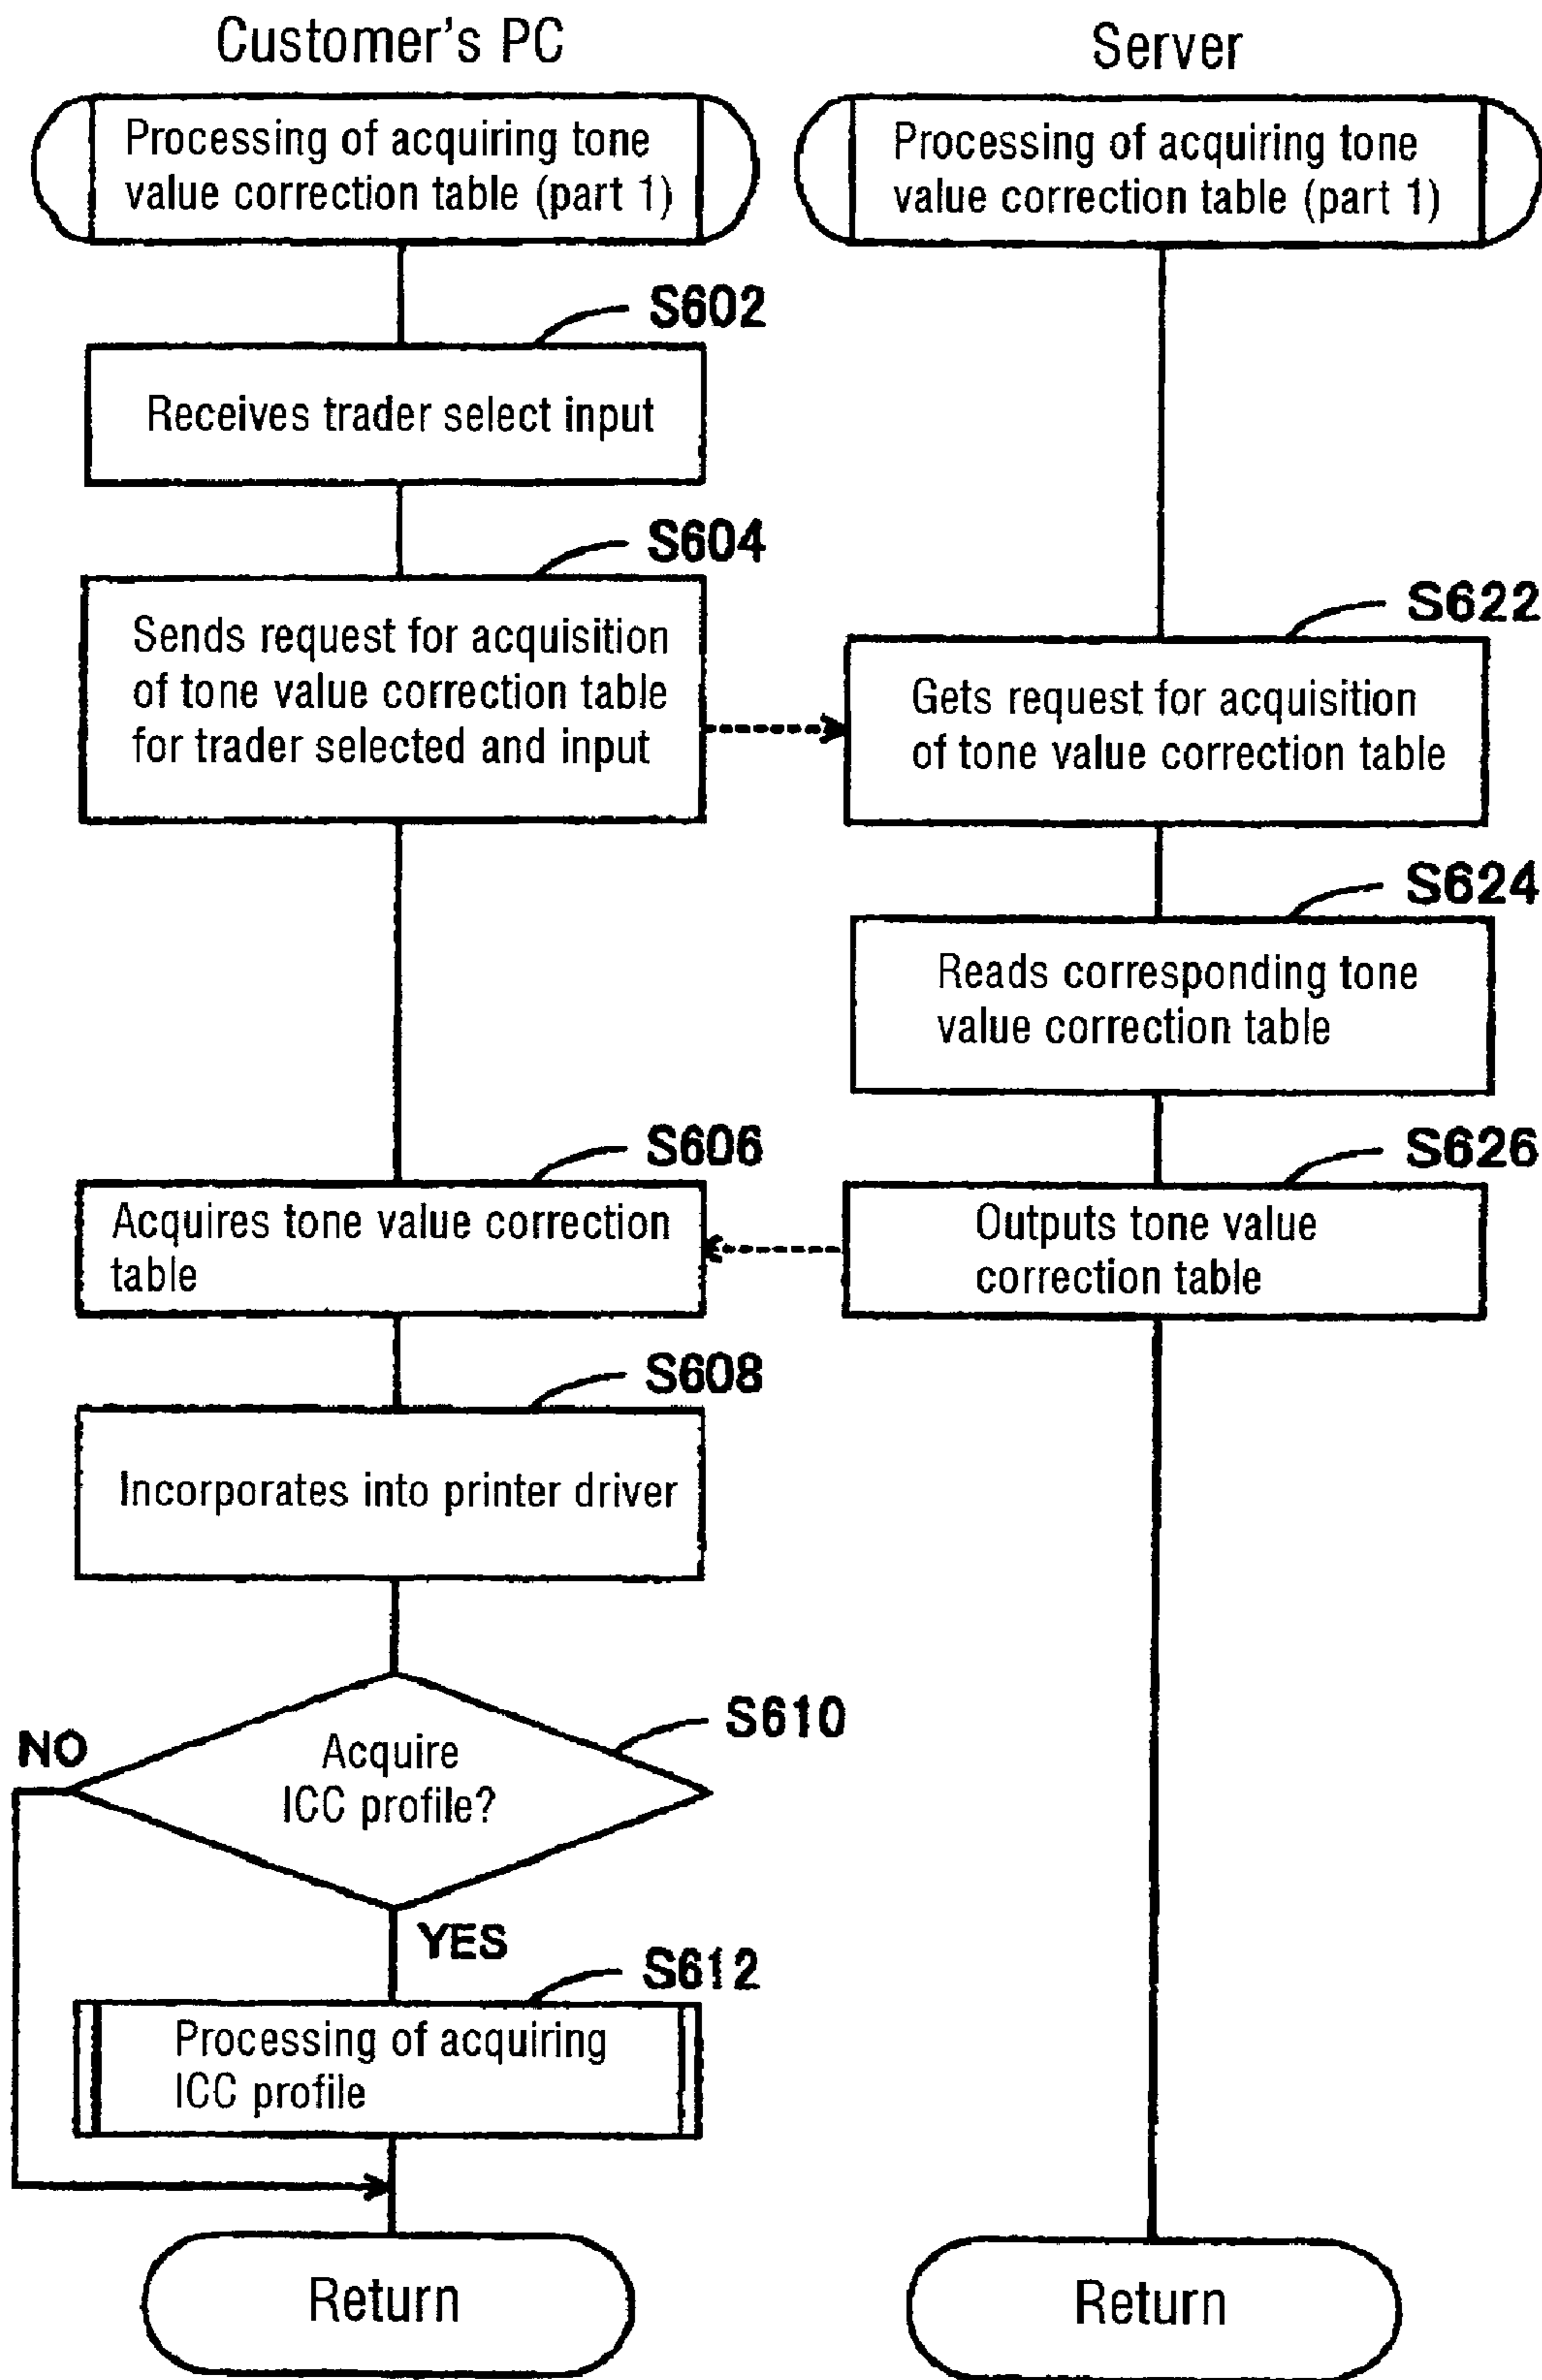 Customer's PC
Server
Processing of acquiring tone
value correction table (part 1)
Processing of acquiring tone
value correction table (part 1)
S602
Receives trader select input
S604
Sends request for acquisition
of tone value correction table
for trader selected and input
S622
Gets request for acquisition
of tone value correction table
S624
Reads corresponding tone
value correction table
S606
Acquires tone value correction
table
S626
Outputs tone value
correction table
S608
Incorporates into printer driver
S610
NO
Acquire
ICC profile?
YES
S612
Processing of acquiring
ICC profile
Return
Return